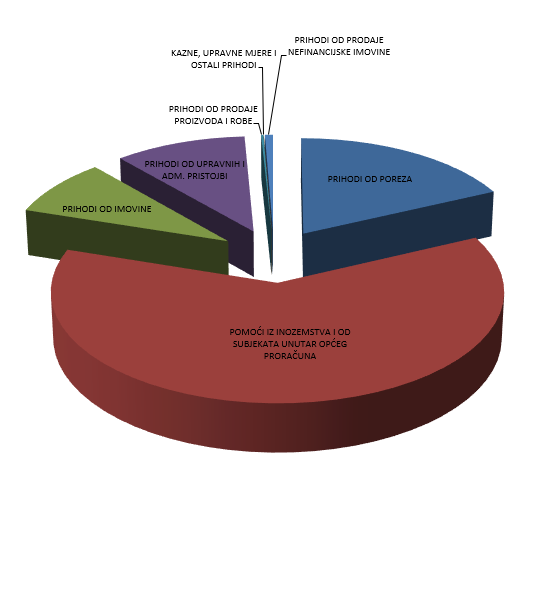 PRIHODI OD PRODAJE
NEFINANCIJSKE IMOVINE
KAZNE, UPRAVNE MJERE I
OSTALI PRIHODI
PRIHODI OD PRODAJE
PROIZVODA I ROBE
PRIHODI OD UPRAVNIH I
ADM. PRISTOJBI
PRIHODI OD POREZA
PRIHODI OD IMOVINE
POMOĆI IZ INOZEMSTVA I OD
SUBJEKATA UNUTAR OPĆEG
PRORAČUNA